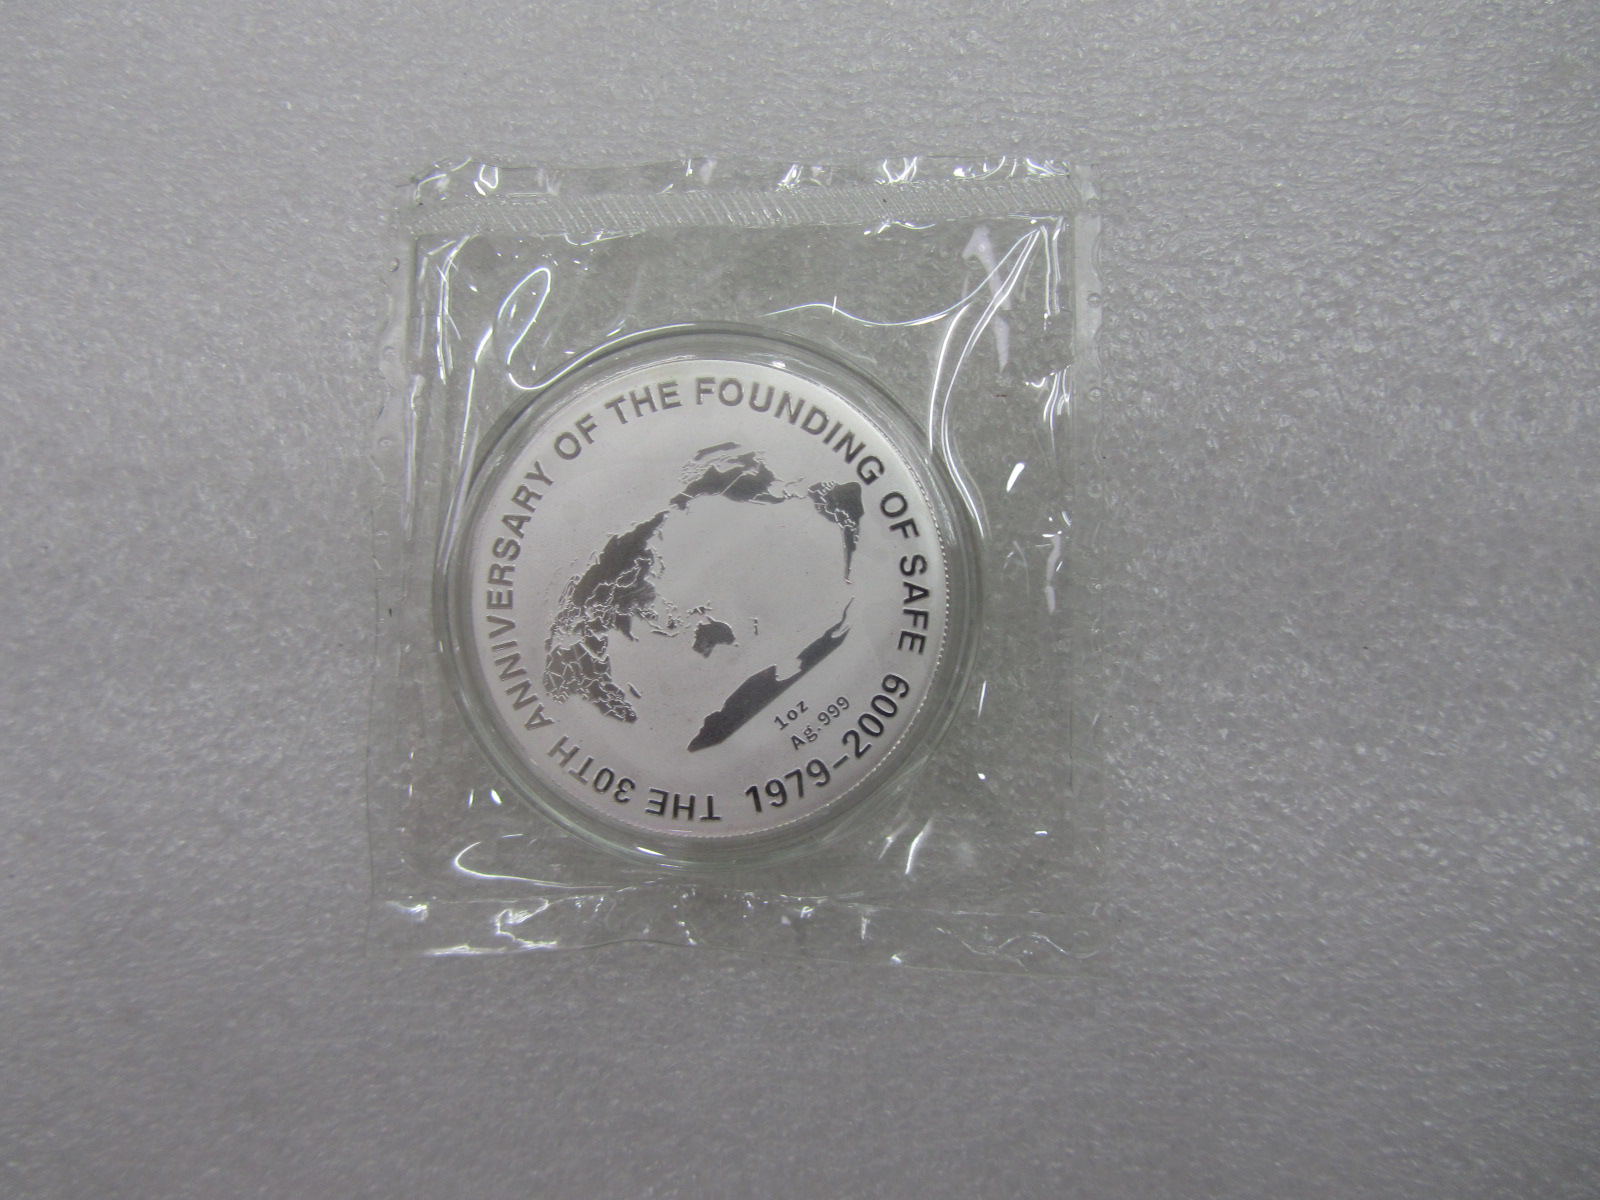 THE 30TH ANNIVERSARY OF THE FOUNDING OF SAFE
1979-2009
1oz
Ag.999